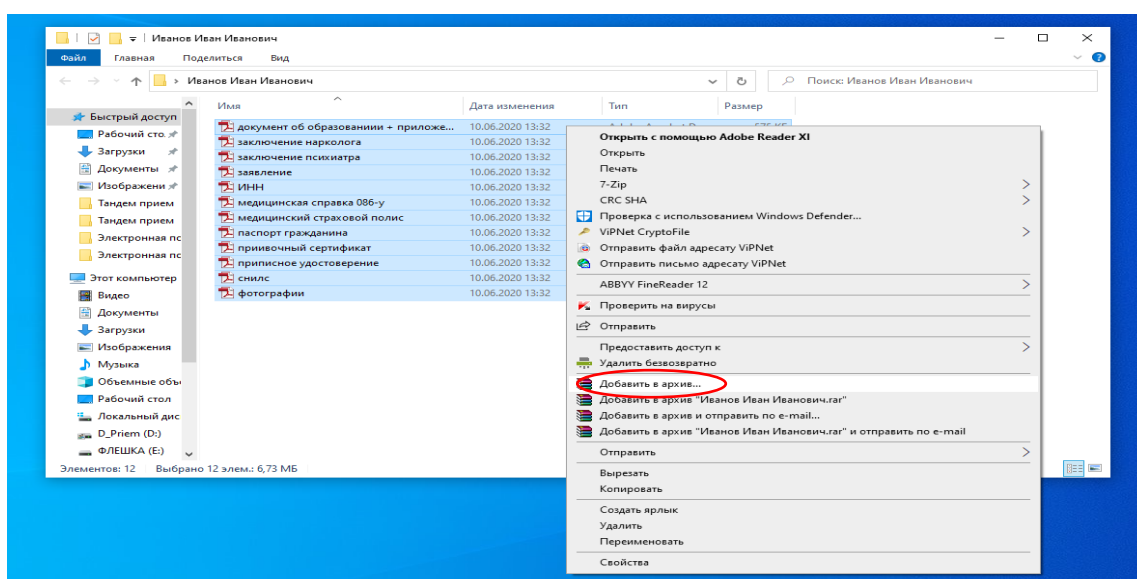 Иванов Иван Иванович
Файл Главная Поделиться Вид
Иванов Иван Иванович Поиск: Иванов Иван Иванович
Имя Дата изменения Тип Размер
Быстрый доступ
Рабочий сто.
Загрузки
Документы
Изображени
Тандем прием
Тандем прием
Электронная пс
Электронная пс
Этот компьютер
Видео
Документы
Загрузки
Изображения
Музыка
Объемные объ
Рабочий стол
Локальный дис
D_Priem (D:)
ФЛЕШКА (E:)
документ об образованиии + приложе... 10.06.2020 13:32
заключение нарколога 10.06.2020 13:32
заключение психиатра 10.06.2020 13:32
заявление 10.06.2020 13:32
ИНН 10.06.2020 13:32
медицинская справка 086-у 10.06.2020 13:32
медицинский страховой полис 10.06.2020 13:32
паспорт гражданина 10.06.2020 13:32
приивочный сертификат 10.06.2020 13:32
приписное удостоверение 10.06.2020 13:32
снилс 10.06.2020 13:32
фотографии 10.06.2020 13:32
Открыть с помощью Adobe Reader XI
Открыть
Печать
7-Zip
CRC SHA
Проверка с использованием Windows Defender...
ViPNet CryptoFile
Отправить файл адресату ViPNet
Отправить письмо адресату ViPNet
ABBYY FineReader 12
Проверить на вирусы
Отправить
Предоставить доступ к
Удалить безвозвратно
Добавить в архив...
Добавить в архив "Иванов Иван Иванович.rar"
Добавить в архив и отправить по e-mail...
Добавить в архив "Иванов Иван Иванович.rar" и отправить по e-mail
Отправить
Вырезать
Копировать
Создать ярлык
Удалить
Переименовать
Свойства
Элементов: 12 Выбрано 12 элем.: 6,73 МБ